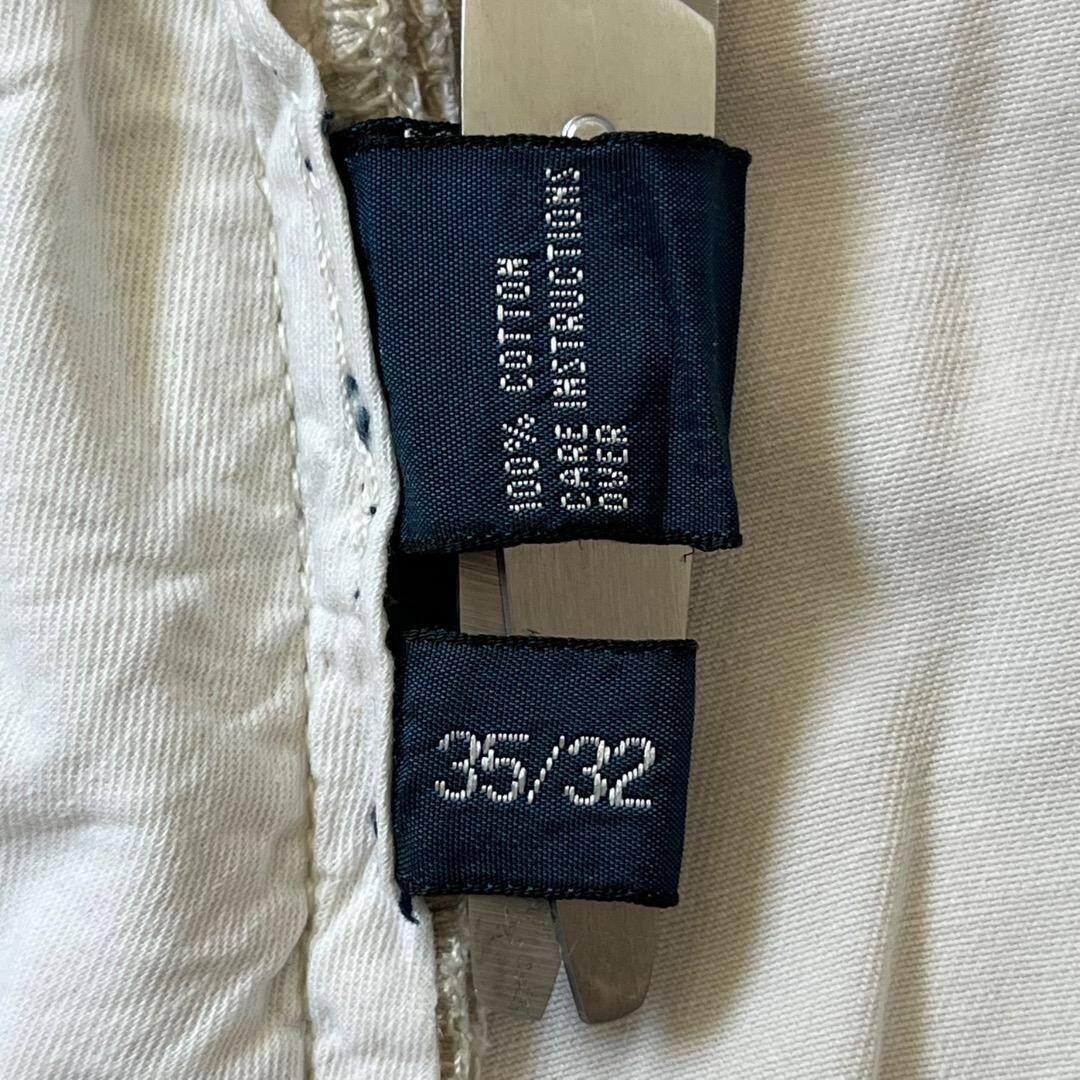 100% COTTON
CARE INSTRUCTIONS
OVER
35/32